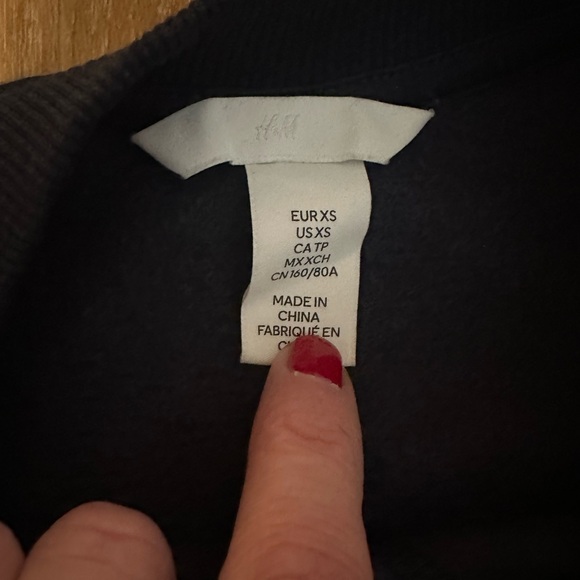 H&M
EUR XS
US XS
CA TP
MX XCH
CN 160/80A
MADE IN
CHINA
FABRIQUÉ EN